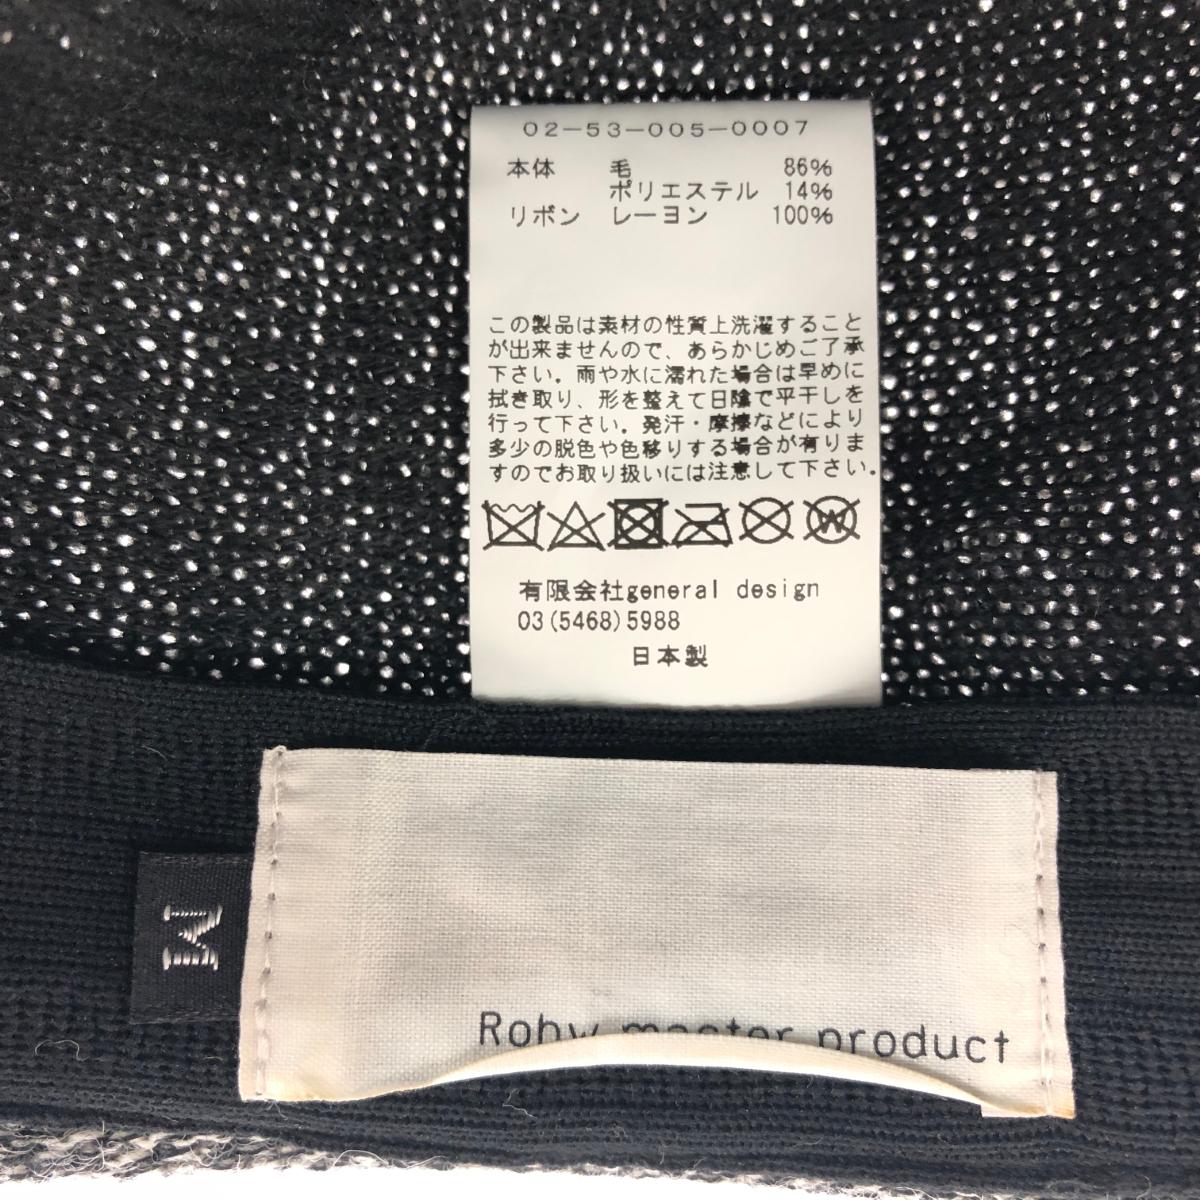 02-53-005-0007
本体 毛 86%
ポリエステル 14%
リボン レーヨン 100%
この製品は素材の性質上洗濯すること
が出来ませんので、あらかじめご了承
下さい。雨や水に濡れた場合は早めに
拭き取り、形を整えて日陰で平干しを
行って下さい。発汗・摩擦などにより
多少の脱色や色移りする場合が有りま
すのでお取り扱いには注意して下さい。
W
有限会社general design
03(5468)5988
日本製
M
master product